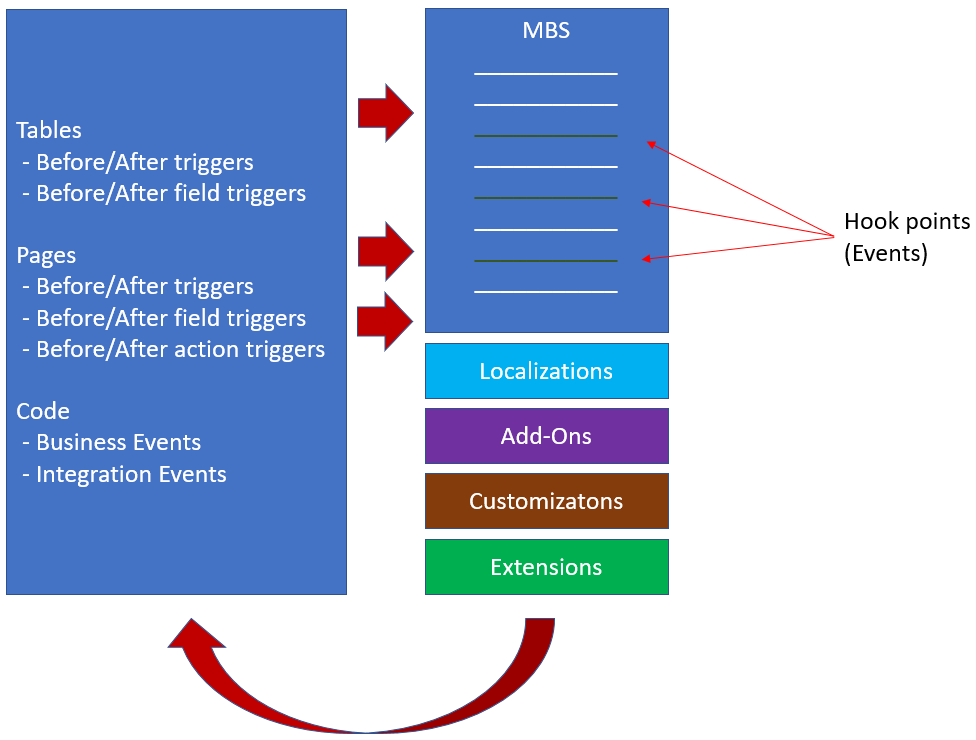 Tables
- Before/After triggers
- Before/After field triggers
Pages
- Before/After triggers
- Before/After field triggers
- Before/After action triggers
Code
- Business Events
- Integration Events
MBS
Localizations
Add-Ons
Customizatons
Extensions
Hook points
(Events)